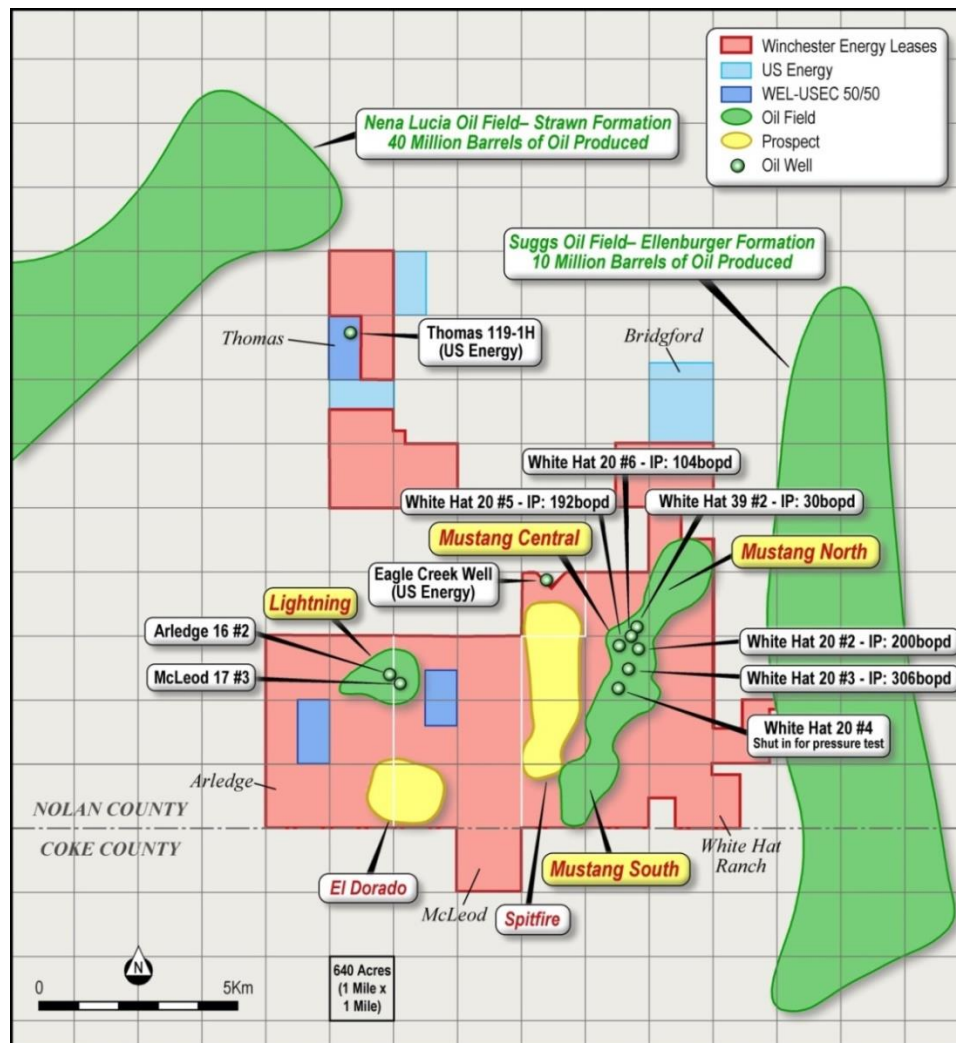 Winchester Energy Leases
US Energy
WEL-USEC 50/50
Oil Field
Prospect
Oil Well
Nena Lucia Oil Field– Strawn Formation
40 Million Barrels of Oil Produced
Suggs Oil Field– Ellenburger Formation
10 Million Barrels of Oil Produced
Thomas
Thomas 119-1H
(US Energy)
Bridgford
White Hat 20 #6 - IP: 104bopd
White Hat 20 #5 - IP: 192bopd
White Hat 39 #2 - IP: 30bopd
Mustang Central
Mustang North
Eagle Creek Well
(US Energy)
Lightning
Arledge 16 #2
McLeod 17 #3
White Hat 20 #2 - IP: 200bopd
White Hat 20 #3 - IP: 306bopd
White Hat 20 #4
Shut in for pressure test
Arledge
NOLAN COUNTY
COKE COUNTY
White Hat
Ranch
El Dorado
McLeod
Spitfire
Mustang South
N
0
5Km
640 Acres
(1 Mile x
1 Mile)